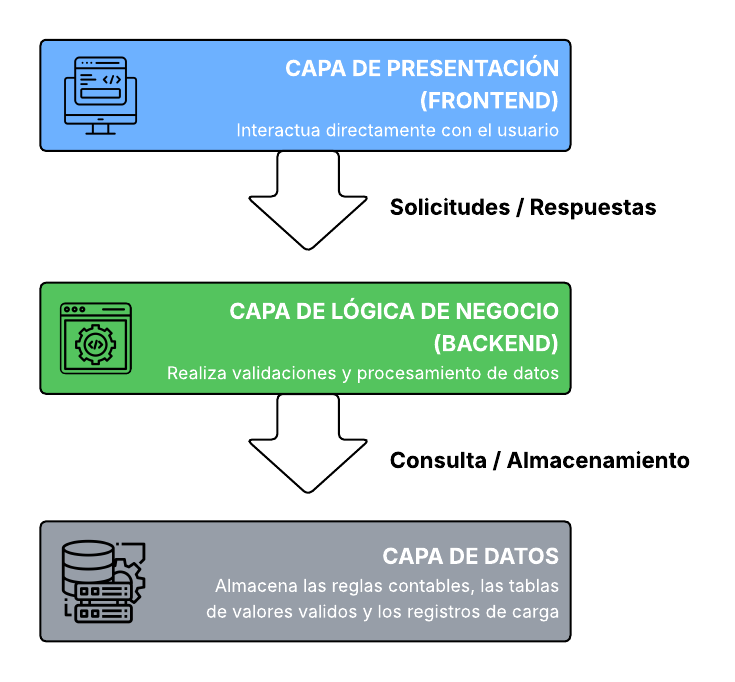 CAPA DE PRESENTACIÓN
(FRONTEND)
Interactua directamente con el usuario
Solicitudes / Respuestas
CAPA DE LÓGICA DE NEGOCIO
(BACKEND)
Realiza validaciones y procesamiento de datos
Consulta / Almacenamiento
CAPA DE DATOS
Almacena las reglas contables, las tablas
de valores validos y los registros de carga